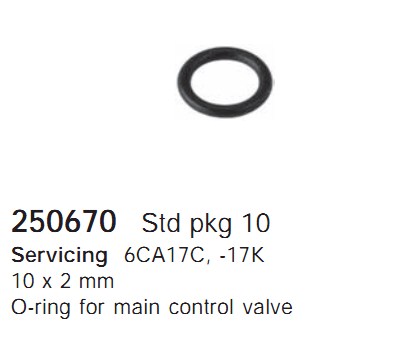 250670 Std pkg 10
Servicing 6CA17C, -17K
10 x 2 mm
O-ring for main control valve